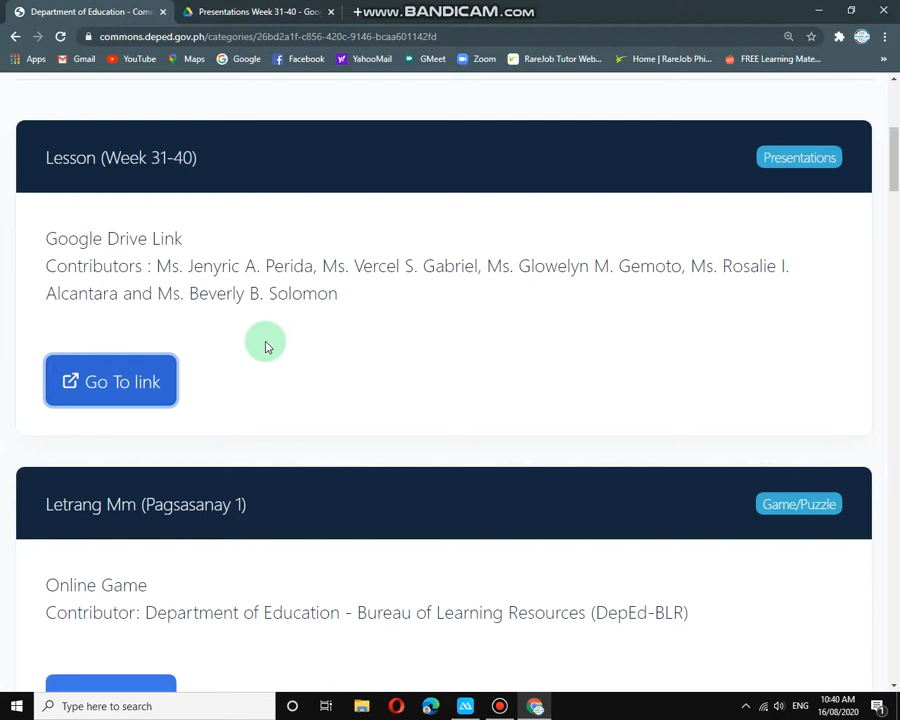 Department of Education - Com
Presentations Week 31-40 - Goo
www.BANDICAM.com
commons.deped.gov.ph/categories/26bd2a1f-c856-420c-9146-bcaa601142fd
Apps
Gmail
YouTube
Maps
Google
Facebook
YahooMail
GMeet
Zoom
RareJob Tutor Web...
Home | RareJob Phi...
FREE Learning Mate...
Lesson (Week 31-40)
Presentations
Google Drive Link
Contributors : Ms. Jenyric A. Perida, Ms. Vercel S. Gabriel, Ms. Glowelyn M. Gemoto, Ms. Rosalie I.
Alcantara and Ms. Beverly B. Solomon
Go To link
Letrang Mm (Pagsasanay 1)
Game/Puzzle
Online Game
Contributor: Department of Education - Bureau of Learning Resources (DepEd-BLR)
Type here to search
ENG
10:40 AM
16/08/2020